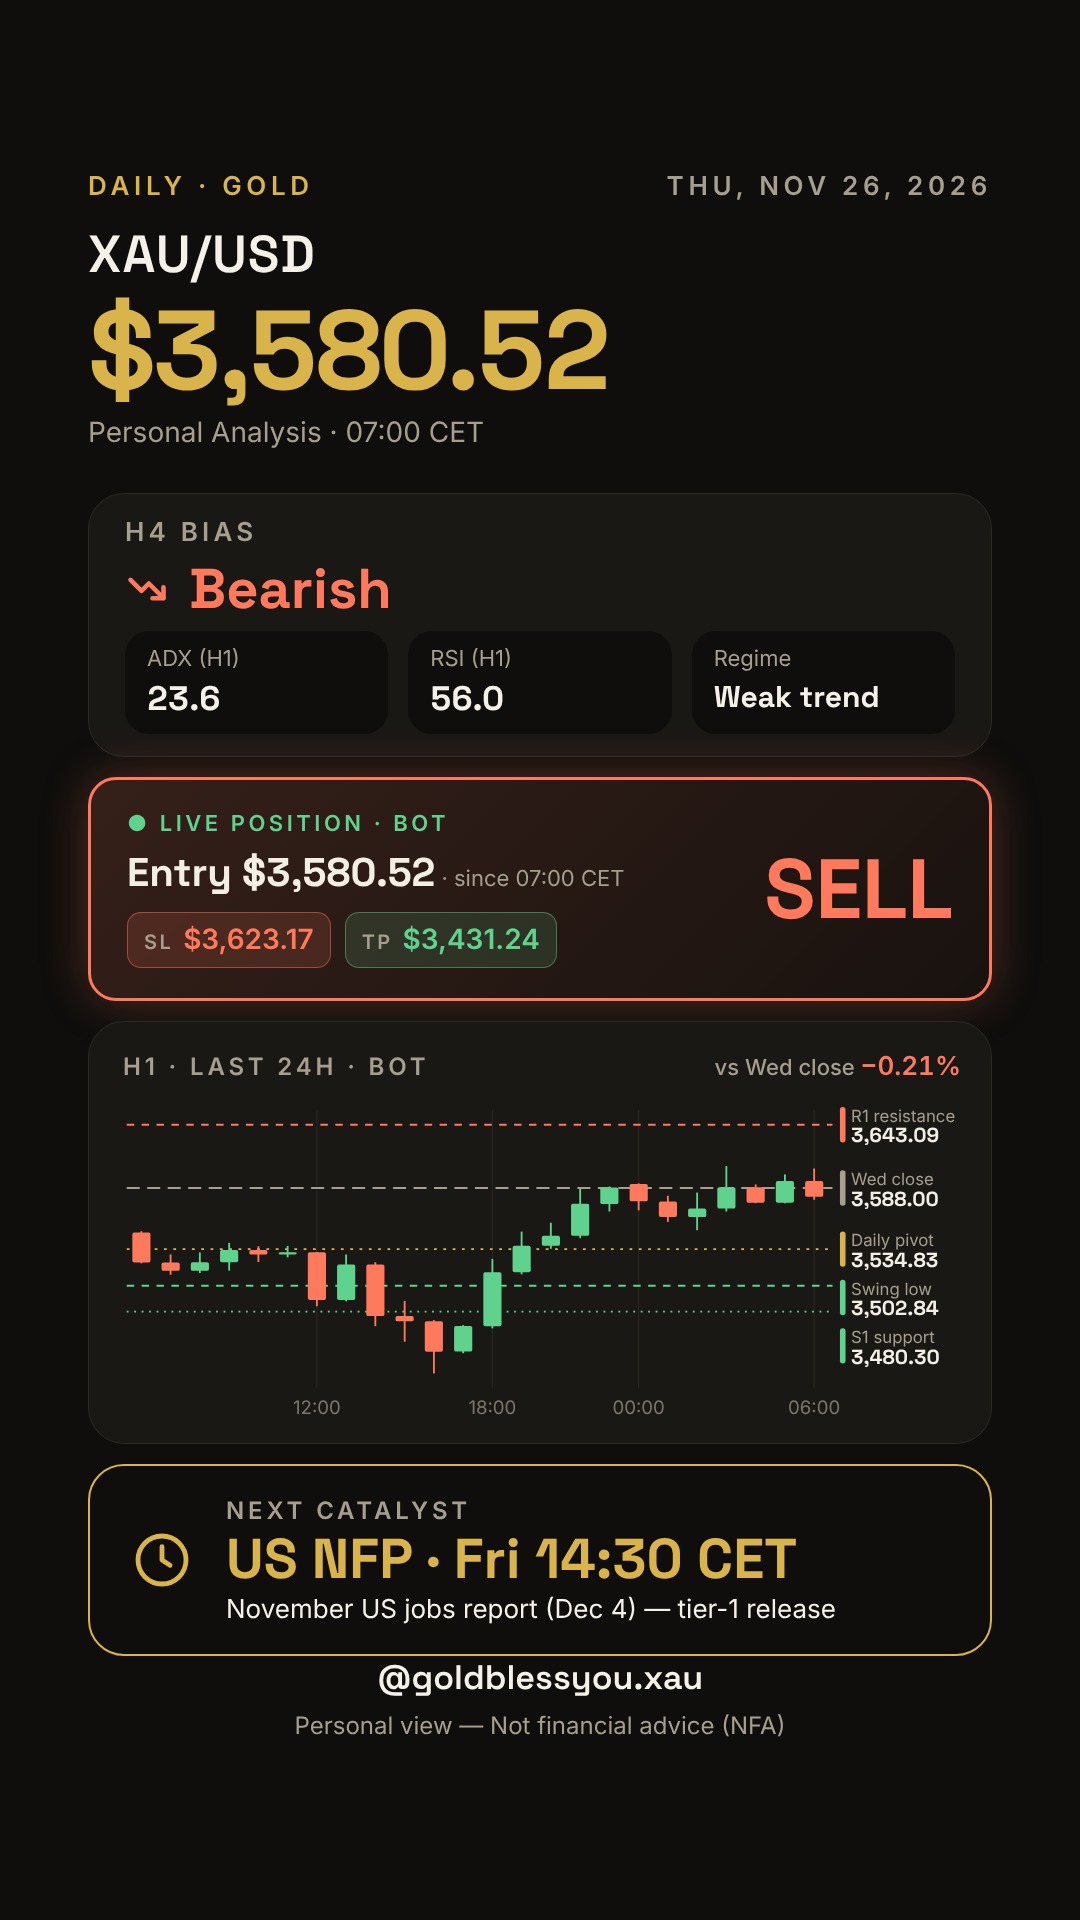 DAILY · GOLD
THU, NOV 26, 2026
XAU/USD
$3,580.52
Personal Analysis · 07:00 CET
H4 BIAS
Bearish
ADX (H1)
23.6
RSI (H1)
56.0
Regime
Weak trend
LIVE POSITION · BOT
Entry $3,580.52 · since 07:00 CET
SL $3,623.17
TP $3,431.24
SELL
H1 · LAST 24H · BOT
vs Wed close −0.21%
R1 resistance
3,643.09
Wed close
3,588.00
Daily pivot
3,534.83
Swing low
3,502.84
S1 support
3,480.30
12:00
18:00
00:00
06:00
NEXT CATALYST
US NFP · Fri 14:30 CET
November US jobs report (Dec 4) — tier-1 release
@goldblessyou.xau
Personal view — Not financial advice (NFA)